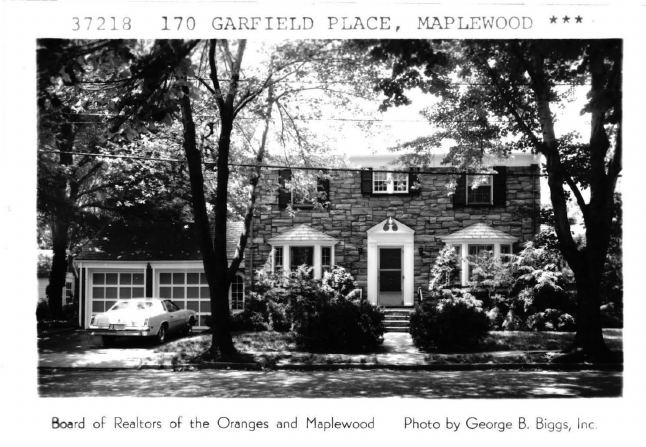 37218 170 GARFIELD PLACE, MAPLEWOOD ***
Board of Realtors of the Oranges and Maplewood Photo by George B. Biggs, Inc.